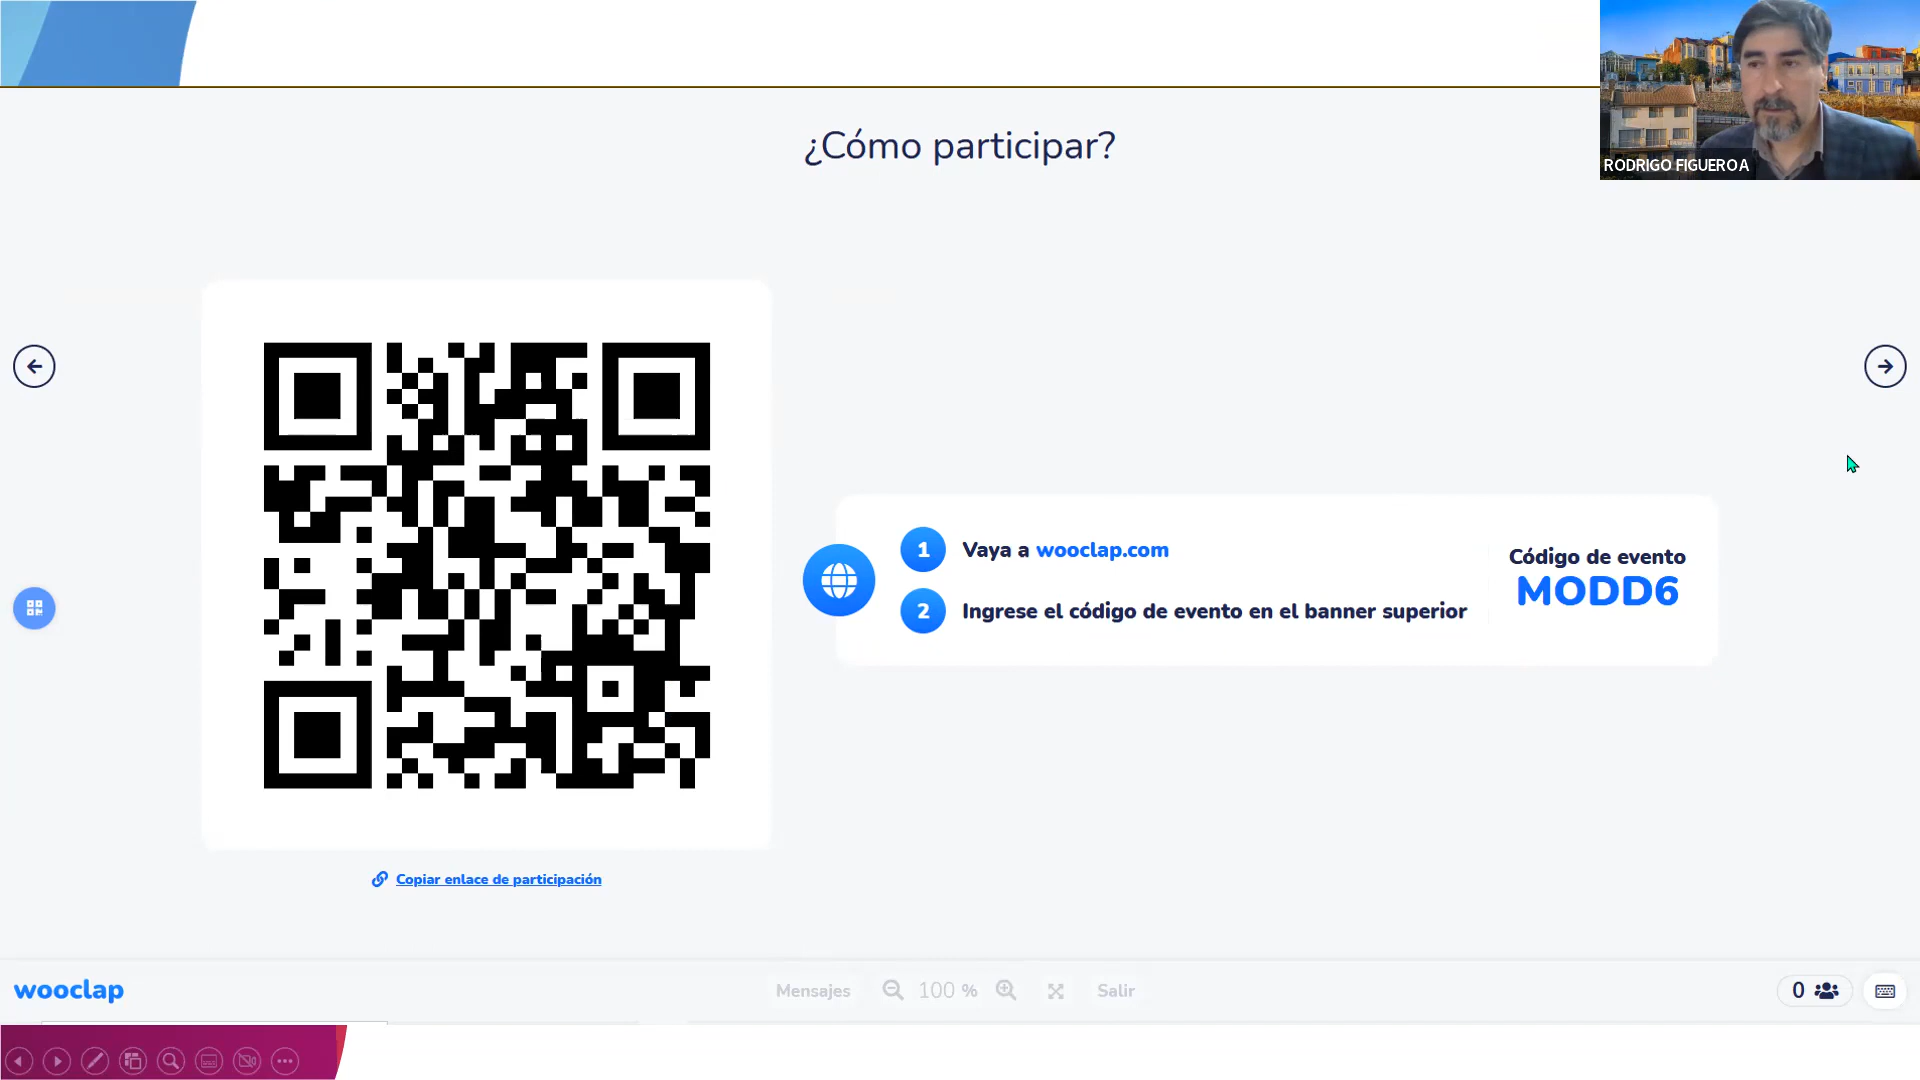 ¿Cómo participar?
RODRIGO FIGUEROA
1 Vaya a wooclap.com
2 Ingrese el código de evento en el banner superior
Código de evento
MODD6
Copiar enlace de participación
wooclap
Mensajes 100 % Salir
0